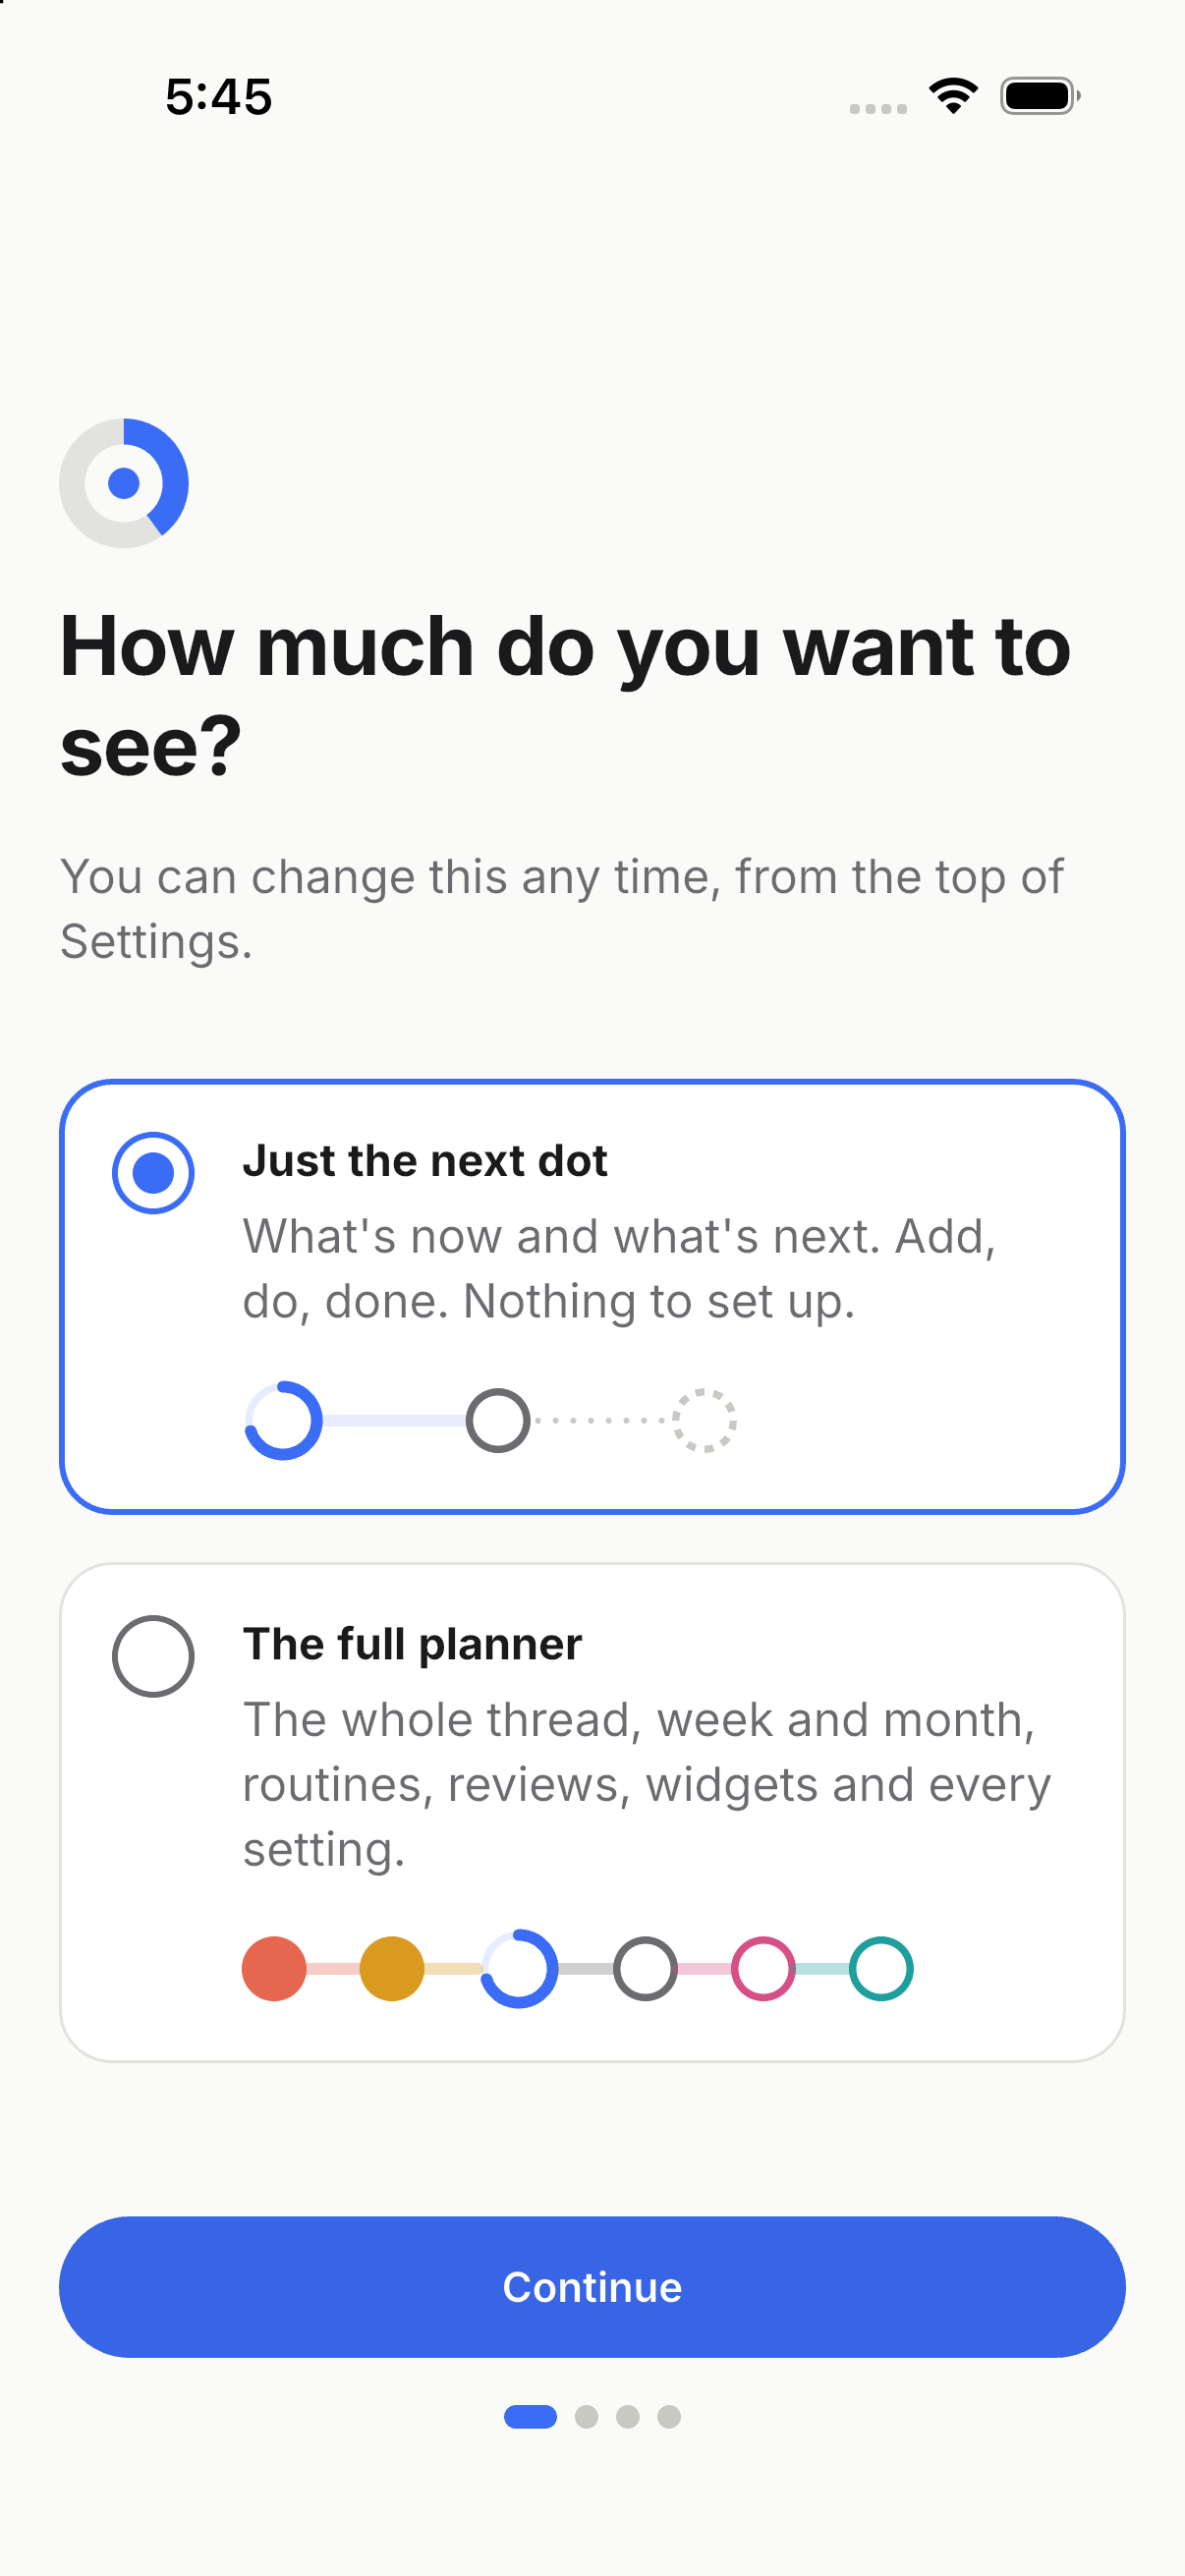 5:45
How much do you want to
see?
You can change this any time, from the top of
Settings.
Just the next dot
What's now and what's next. Add,
do, done. Nothing to set up.
The full planner
The whole thread, week and month,
routines, reviews, widgets and every
setting.
Continue